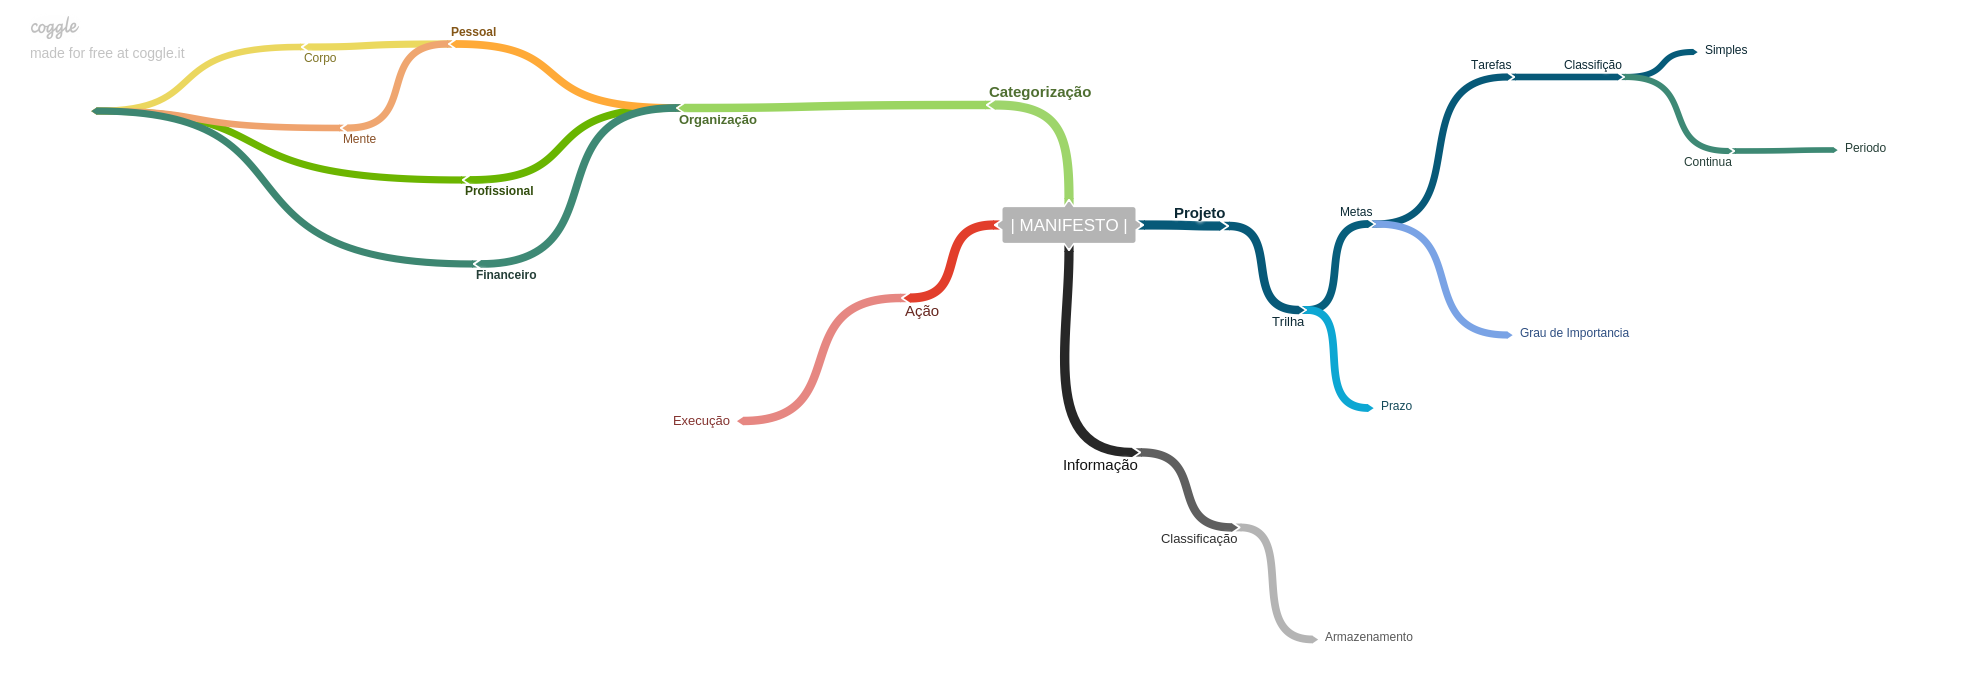 coggle
made for free at coggle.it
Pessoal
Corpo
Mente
Organização
Categorização
Profissional
Financeiro
| MANIFESTO |
Ação
Execução
Projeto
Trilha
Metas
Tarefas
Classifição
Simples
Continua
Periodo
Grau de Importancia
Prazo
Informação
Classificação
Armazenamento